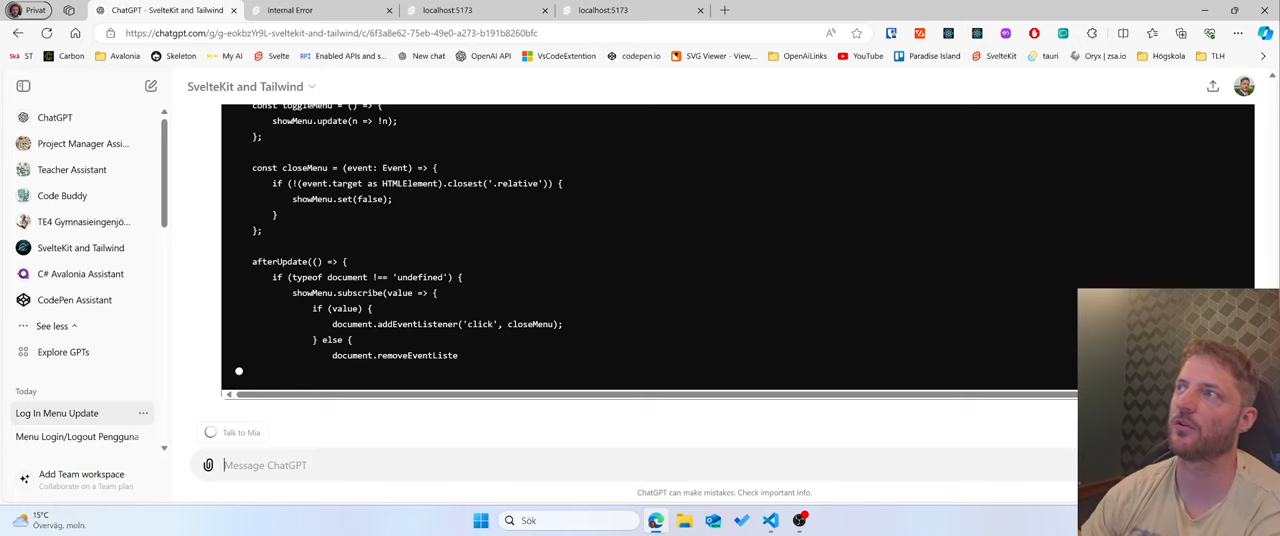 Privat
ChatGPT - SvelteKit and Tailwind
Internal Error
localhost:5173
localhost:5173
https://chatgpt.com/g/g-eokbzYr9L-sveltekit-and-tailwind/c/6f3a8e62-75eb-49e0-a273-b191b8260bfc
Skå ST
Carbon
Avalonia
Skeleton
My AI
Svelte
API Enabled APIs and s...
New chat
OpenAI API
VsCodeExtention
codepen.io
SVG Viewer - View,...
OpenAiLinks
YouTube
Paradise Island
SvelteKit
tauri
Oryx | zsa.io
Högskola
TLH
SvelteKit and Tailwind
ChatGPT
Project Manager Assi...
Teacher Assistant
Code Buddy
TE4 Gymnasieingenjö...
SvelteKit and Tailwind
C# Avalonia Assistant
CodePen Assistant
See less
Explore GPTs
Today
Log In Menu Update
Menu Login/Logout Pengguna
Add Team workspace
Collaborate on a Team plan
const toggleMenu = () => {
showMenu.update(n => !n);
};
const closeMenu = (event: Event) => {
if (!(event.target as HTMLElement).closest('.relative')) {
showMenu.set(false);
}
};
afterUpdate(() => {
if (typeof document !== 'undefined') {
showMenu.subscribe(value => {
if (value) {
document.addEventListener('click', closeMenu);
} else {
document.removeEventListe
Talk to Mia
Message ChatGPT
ChatGPT can make mistakes. Check important info.
15°C
Överväg. moln.
Sök